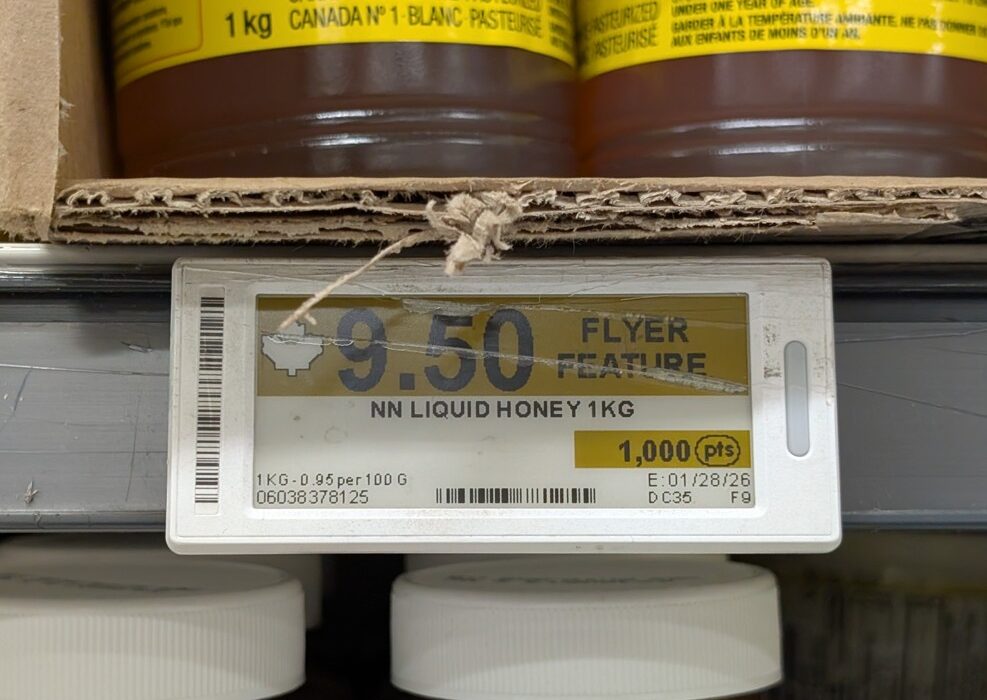 1 kg
CANADA Nº 1·BLANC·PASTEURISÉ
PASTEURIZED
PASTEURISÉ
UNDER ONE YEAR OF AGE.
GARDER À LA TEMPÉRATURE AMBIANTE. NE PAS DONNER
AUX ENFANTS DE MOINS D'UN AN.
9.50
FLYER
FEATURE
NN LIQUID HONEY 1KG
1,000 pts
1KG - 0.95 per 100 G
06038378125
E:01/28/26
DC35 F9